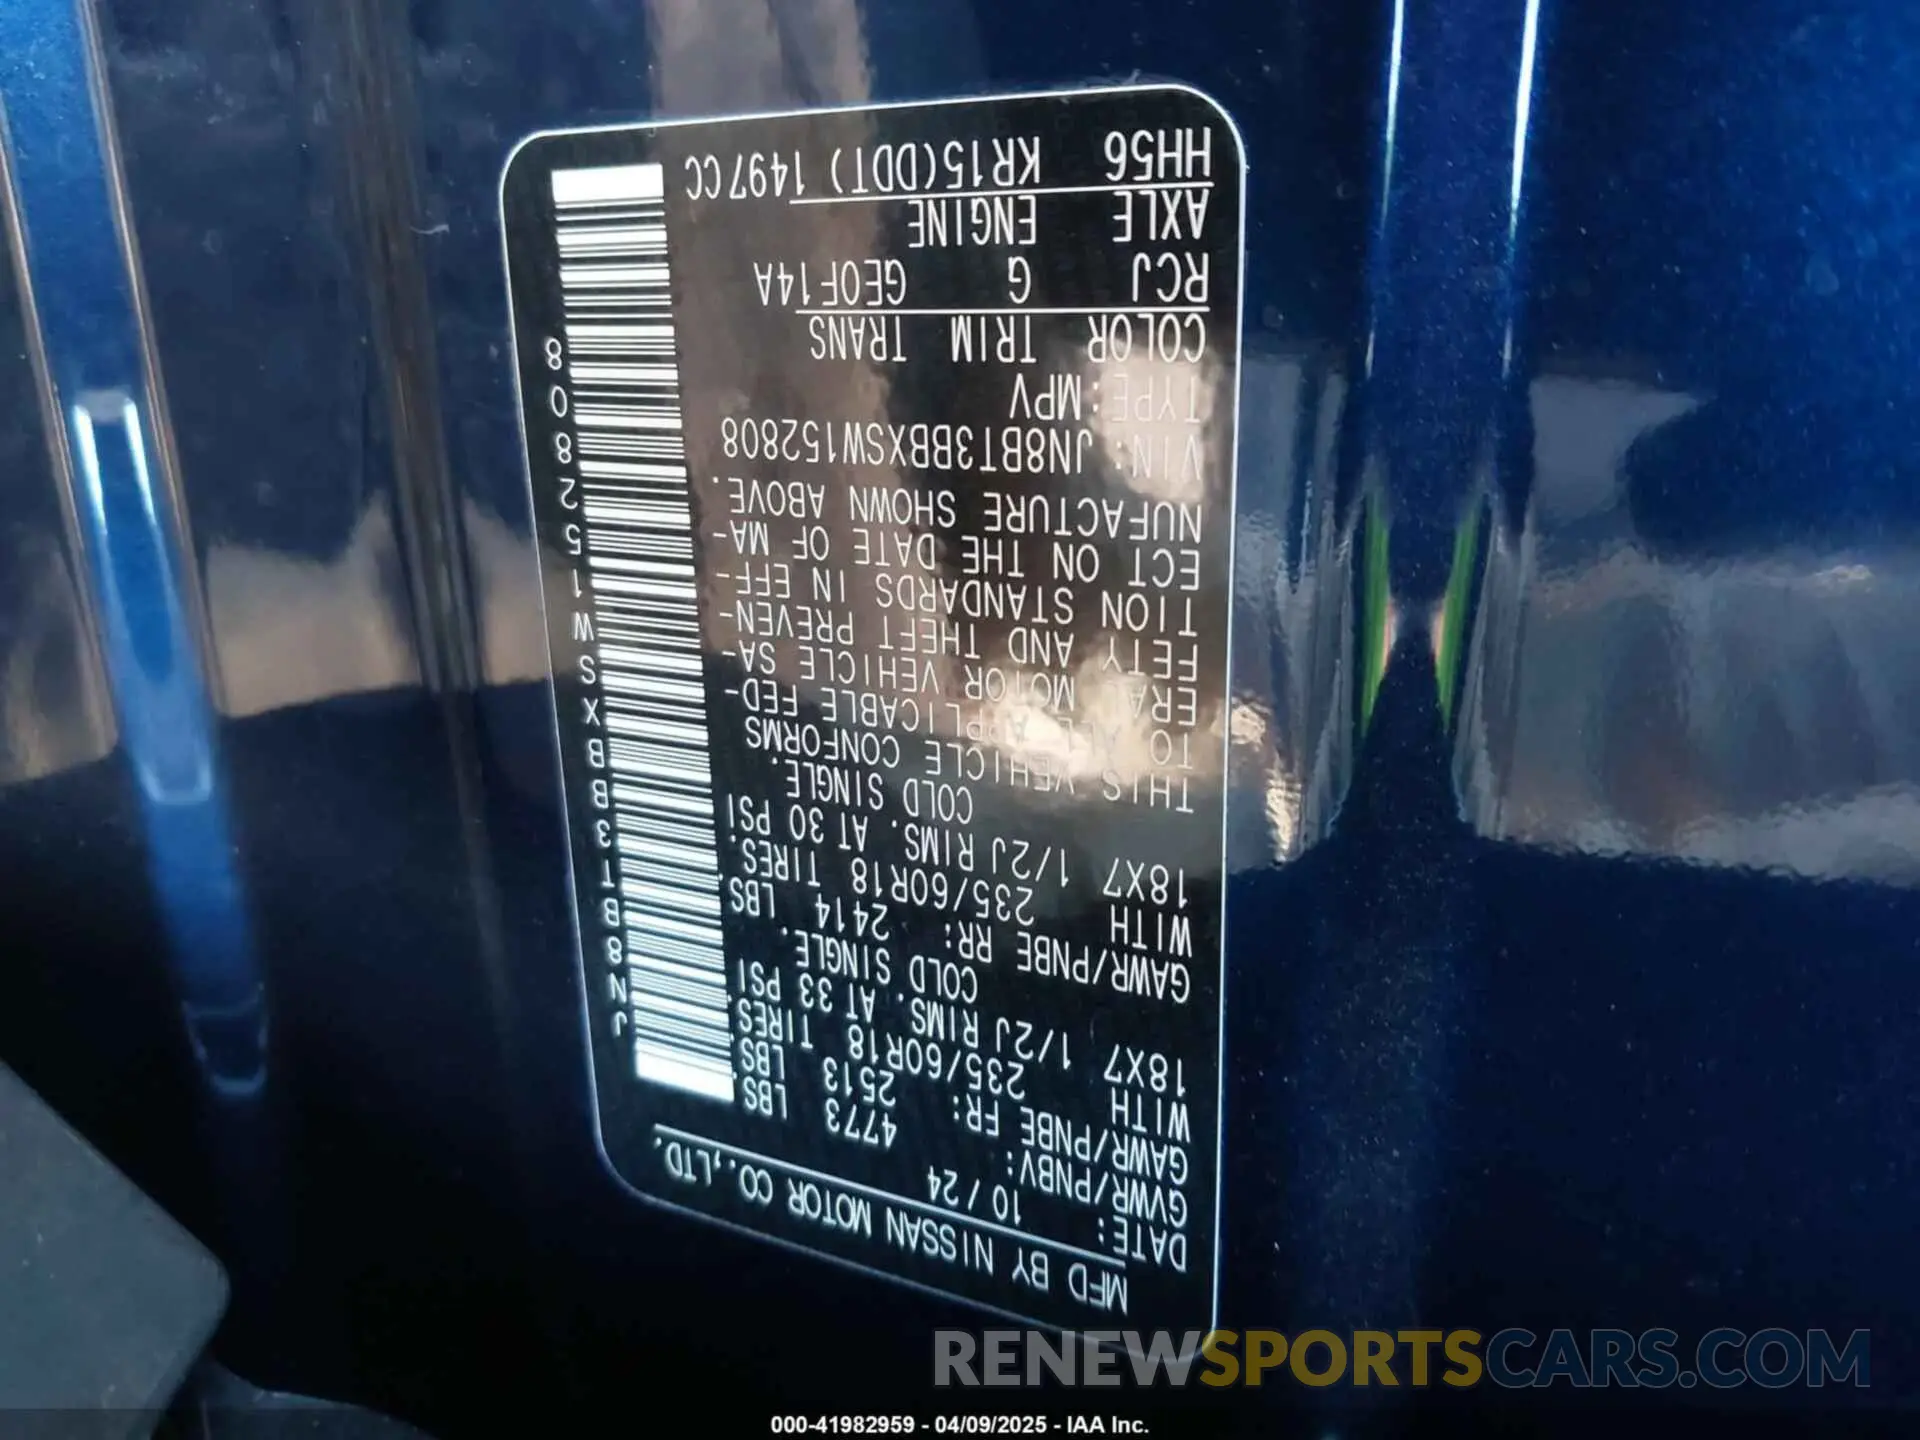 MFD BY NISSAN MOTOR CO.,LTD.
DATE: 10/24
GVWR/PNBV: 4773 LBS
GAWR/PNBE FR: 2513 LBS.
WITH 235/60R18 TIRES.
18X7 1/2J RIMS. AT 33 PSI
COLD SINGLE.
GAWR/PNBE RR: 2414 LBS
WITH 235/60R18 TIRES.
18X7 1/2J RIMS. AT 30 PSI
COLD SINGLE.
THIS VEHICLE CONFORMS
TO ALL APPLICABLE FED-
ERAL MOTOR VEHICLE SA-
FETY AND THEFT PREVEN-
TION STANDARDS IN EFF-
ECT ON THE DATE OF MA-
NUFACTURE SHOWN ABOVE.
VIN: JN8BT3BBXSW152808
TYPE:MPV
COLOR TRIM TRANS
RCJ G GE0F14A
AXLE ENGINE
HH56 KR15(DDT) 1497CC
JN8BT3BBXSW152808
RENEWSPORTSCARS.COM
000-41982959 - 04/09/2025 - IAA Inc.